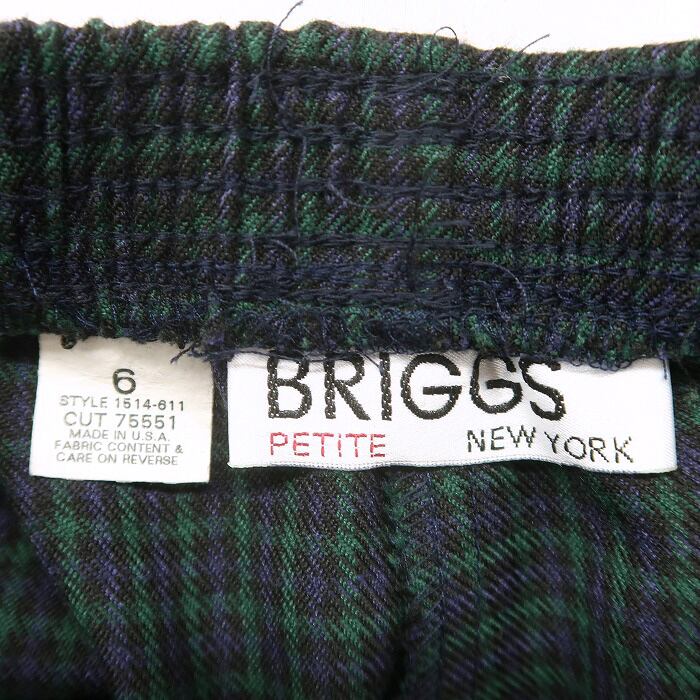 6
STYLE 1514-611
CUT 75551
MADE IN U.S.A.
FABRIC CONTENT &
CARE ON REVERSE
BRIGGS
PETITE NEW YORK